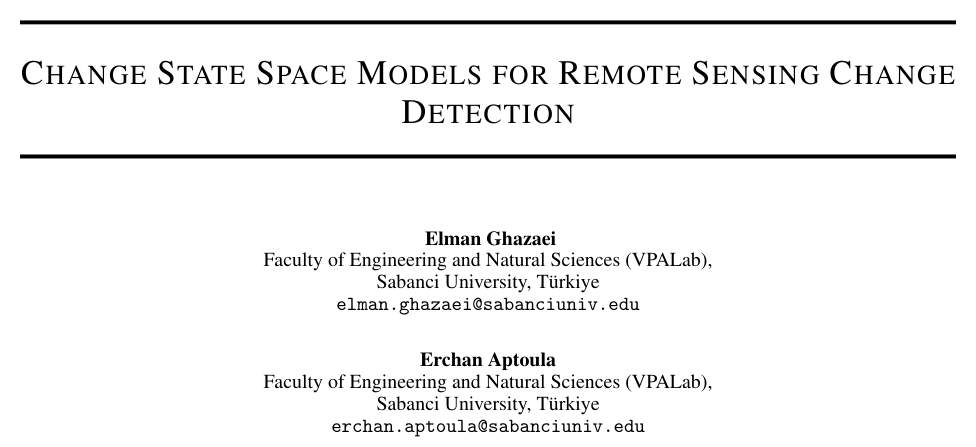 CHANGE STATE SPACE MODELS FOR REMOTE SENSING CHANGE
DETECTION
Elman Ghazaei
Faculty of Engineering and Natural Sciences (VPALab),
Sabanci University, Türkiye
elman.ghazaei@sabanciuniv.edu
Erchan Aptoula
Faculty of Engineering and Natural Sciences (VPALab),
Sabanci University, Türkiye
erchan.aptoula@sabanciuniv.edu